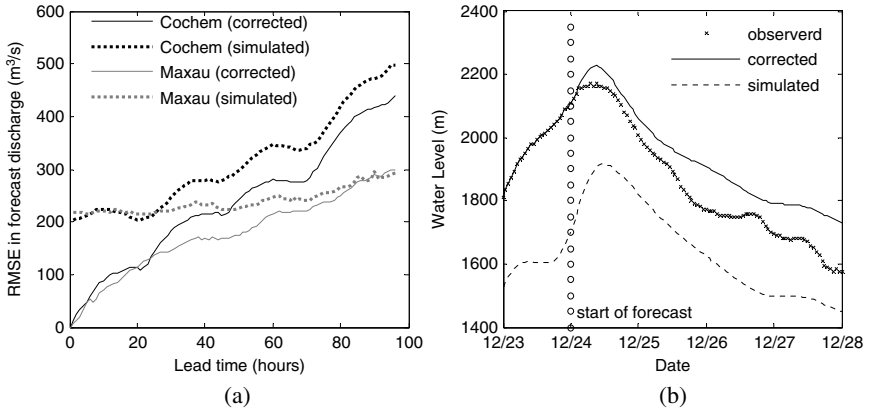 Cochem (corrected)
Cochem (simulated)
Maxau (corrected)
Maxau (simulated)
RMSE in forecast discharge (m³/s)
600
500
400
300
200
100
0
0 20 40 60 80 100
Lead time (hours)
(a)
observerd
corrected
simulated
Water Level (m)
2400
2200
2000
1800
1600
1400
start of forecast
12/23 12/24 12/25 12/26 12/27 12/28
Date
(b)